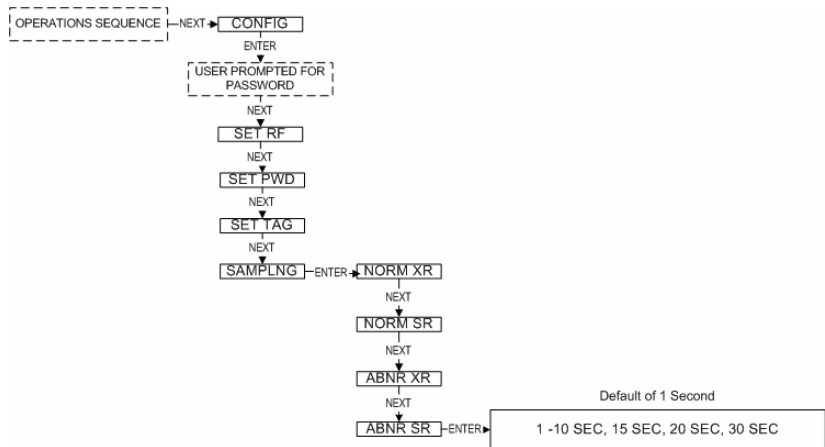 OPERATIONS SEQUENCE
NEXT
CONFIG
ENTER
USER PROMPTED FOR
PASSWORD
NEXT
SET RF
NEXT
SET PWD
NEXT
SET TAG
NEXT
SAMPLNG
ENTER
NORM XR
NEXT
NORM SR
NEXT
ABNR XR
NEXT
ABNR SR
ENTER
Default of 1 Second
1 -10 SEC, 15 SEC, 20 SEC, 30 SEC